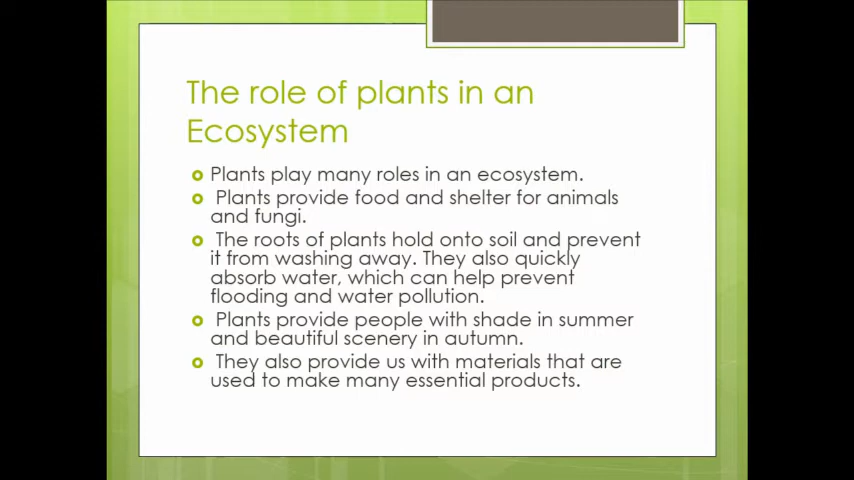 The role of plants in an
Ecosystem
Plants play many roles in an ecosystem.
Plants provide food and shelter for animals
and fungi.
The roots of plants hold onto soil and prevent
it from washing away. They also quickly
absorb water, which can help prevent
flooding and water pollution.
Plants provide people with shade in summer
and beautiful scenery in autumn.
They also provide us with materials that are
used to make many essential products.